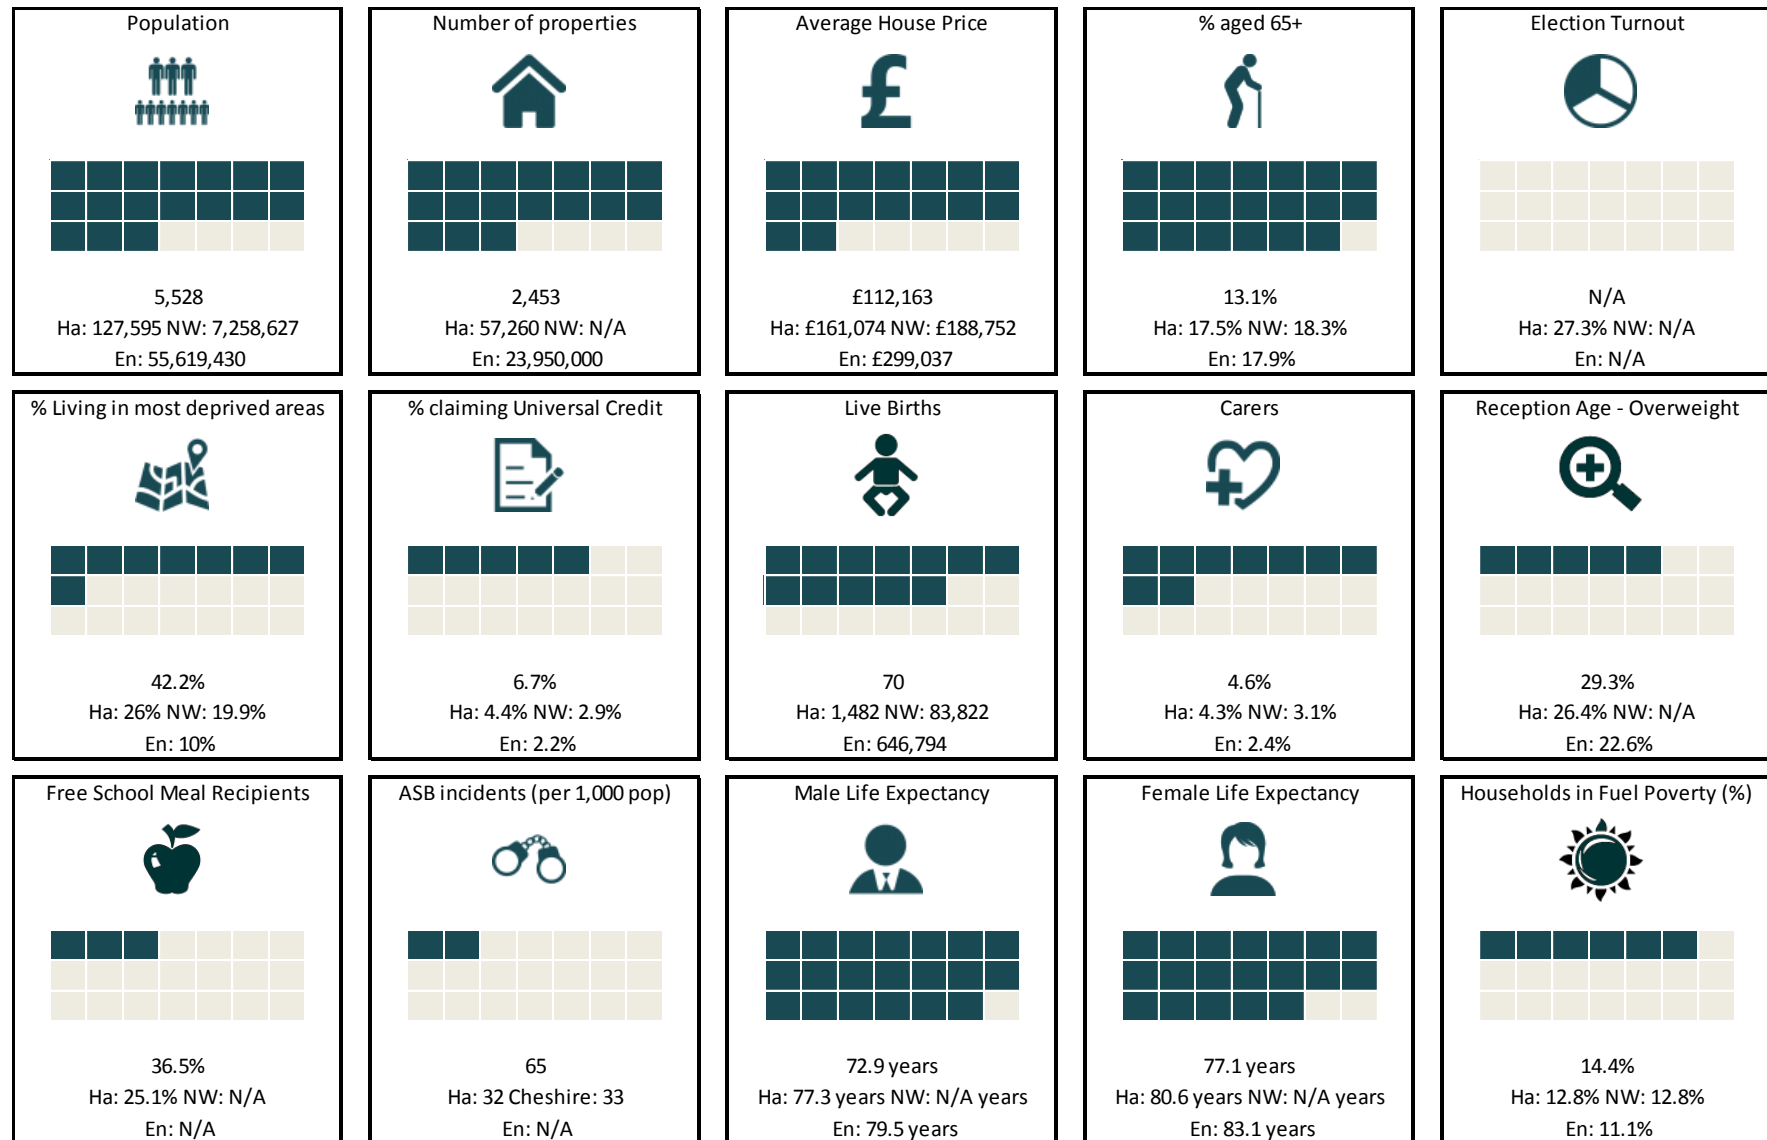 Population
5,528
Ha: 127,595 NW: 7,258,627
En: 55,619,430
Number of properties
2,453
Ha: 57,260 NW: N/A
En: 23,950,000
Average House Price
£
£112,163
Ha: £161,074 NW: £188,752
En: £299,037
% aged 65+
13.1%
Ha: 17.5% NW: 18.3%
En: 17.9%
Election Turnout
N/A
Ha: 27.3% NW: N/A
En: N/A
% Living in most deprived areas
42.2%
Ha: 26% NW: 19.9%
En: 10%
% claiming Universal Credit
6.7%
Ha: 4.4% NW: 2.9%
En: 2.2%
Live Births
70
Ha: 1,482 NW: 83,822
En: 646,794
Carers
4.6%
Ha: 4.3% NW: 3.1%
En: 2.4%
Reception Age - Overweight
29.3%
Ha: 26.4% NW: N/A
En: 22.6%
Free School Meal Recipients
36.5%
Ha: 25.1% NW: N/A
En: N/A
ASB incidents (per 1,000 pop)
65
Ha: 32 Cheshire: 33
En: N/A
Male Life Expectancy
72.9 years
Ha: 77.3 years NW: N/A years
En: 79.5 years
Female Life Expectancy
77.1 years
Ha: 80.6 years NW: N/A years
En: 83.1 years
Households in Fuel Poverty (%)
14.4%
Ha: 12.8% NW: 12.8%
En: 11.1%